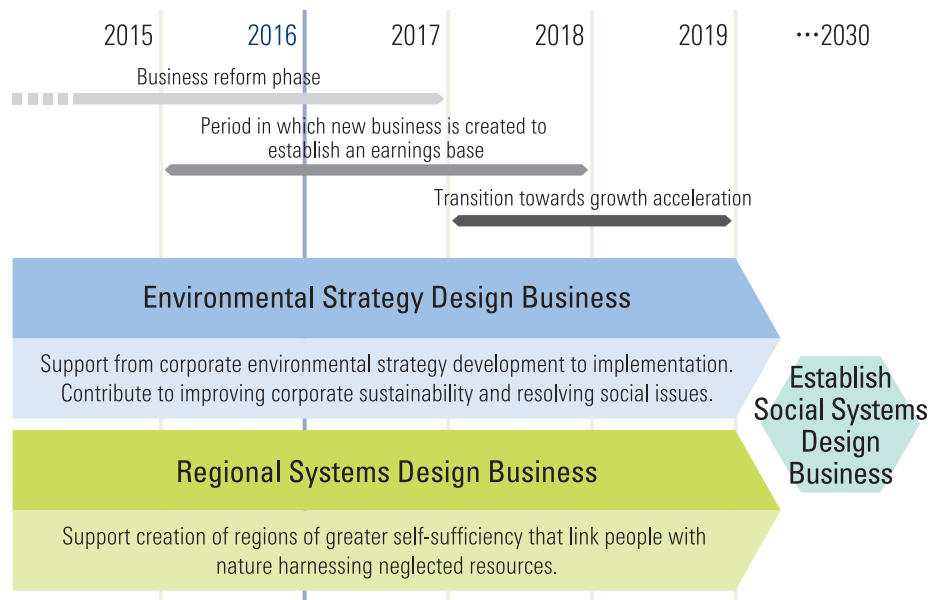 2015 2016 2017 2018 2019 …2030
Business reform phase
Period in which new business is created to
establish an earnings base
Transition towards growth acceleration
Environmental Strategy Design Business
Support from corporate environmental strategy development to implementation.
Contribute to improving corporate sustainability and resolving social issues.
Regional Systems Design Business
Support creation of regions of greater self-sufficiency that link people with
nature harnessing neglected resources.
Establish
Social Systems
Design
Business